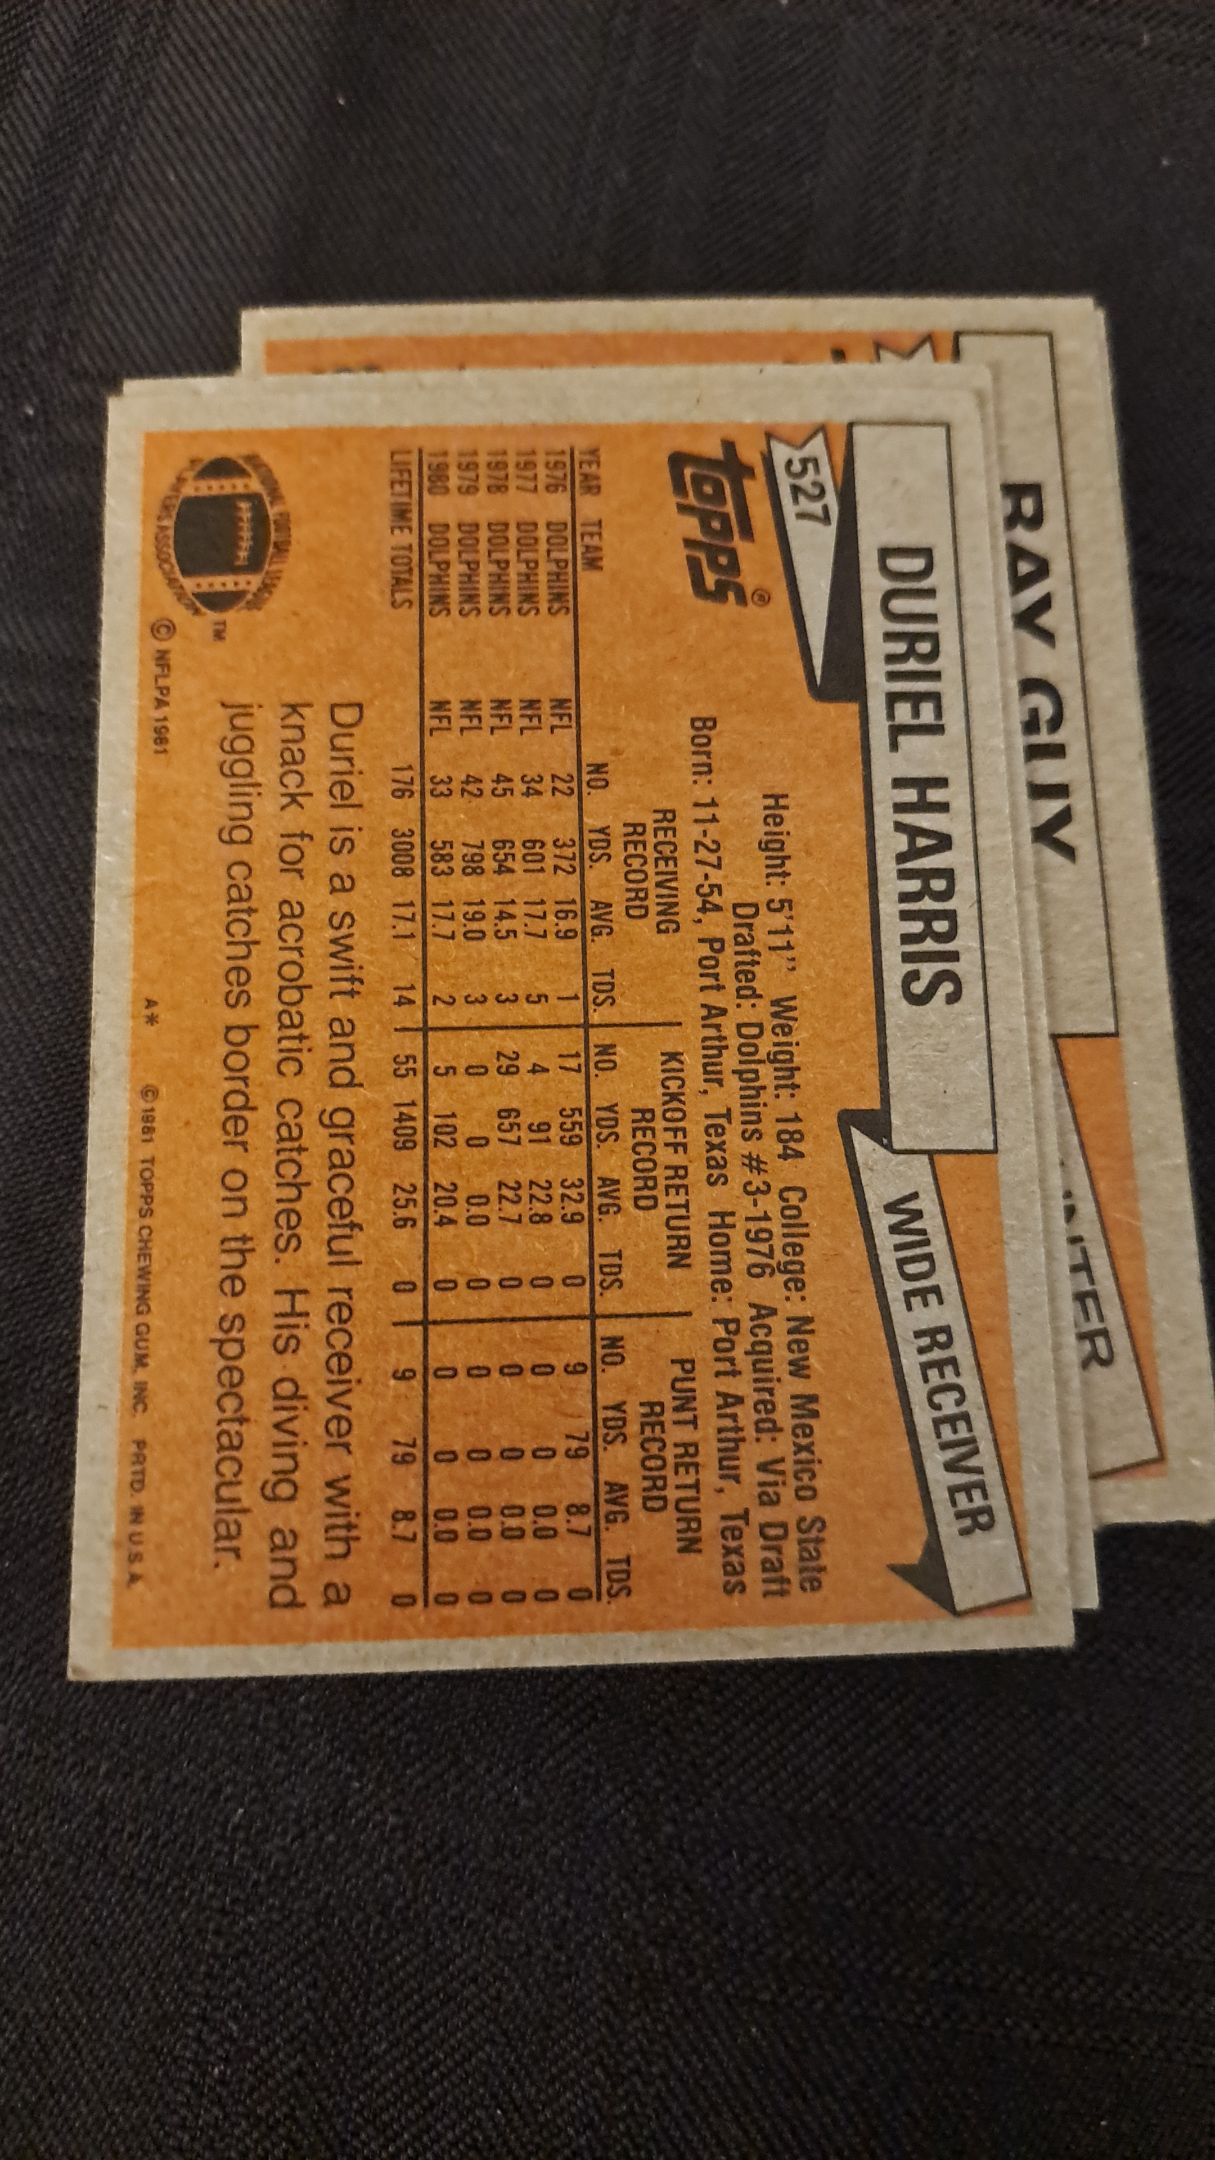 RAY GUY
DURIEL HARRIS
WIDE RECEIVER
527
TOPPS®
Height: 5'11" Weight: 184 College: New Mexico State
Drafted: Dolphins #3-1976 Acquired: Via Draft
Born: 11-27-54, Port Arthur, Texas Home: Port Arthur, Texas
RECEIVING RECORD KICKOFF RETURN RECORD PUNT RETURN RECORD
YEAR TEAM NO. YDS. AVG. TDS. NO. YDS. AVG. TDS. NO. YDS. AVG. TDS.
1976 DOLPHINS NFL 22 372 16.9 1 17 559 32.9 0 9 79 8.7 0
1977 DOLPHINS NFL 34 601 17.7 5 4 91 22.8 0 0 0 0.0 0
1978 DOLPHINS NFL 45 654 14.5 3 29 657 22.7 0 0 0 0.0 0
1979 DOLPHINS NFL 42 798 19.0 3 0 0 0.0 0 0 0 0.0 0
1980 DOLPHINS NFL 33 583 17.7 2 5 102 20.4 0 0 0 0.0 0
LIFETIME TOTALS 176 3008 17.1 14 55 1409 25.6 0 9 79 8.7 0
Duriel is a swift and graceful receiver with a
knack for acrobatic catches. His diving and
juggling catches border on the spectacular.
TM
© NFLPA 1981
A* ©1981 TOPPS CHEWING GUM, INC. PRTD. IN U.S.A.